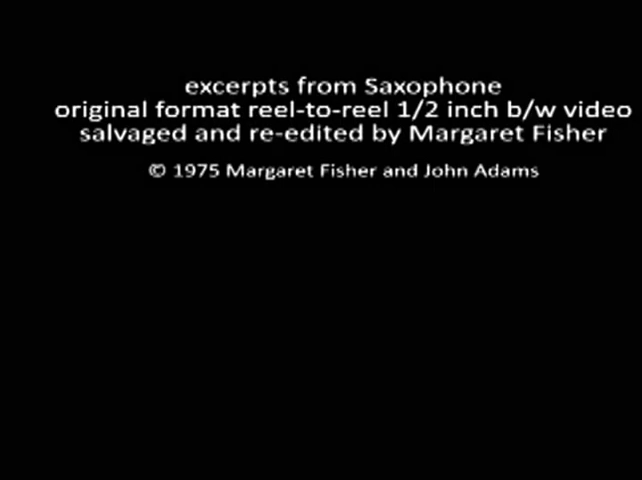 excerpts from Saxophone
original format reel-to-reel 1/2 inch b/w video
salvaged and re-edited by Margaret Fisher
© 1975 Margaret Fisher and John Adams